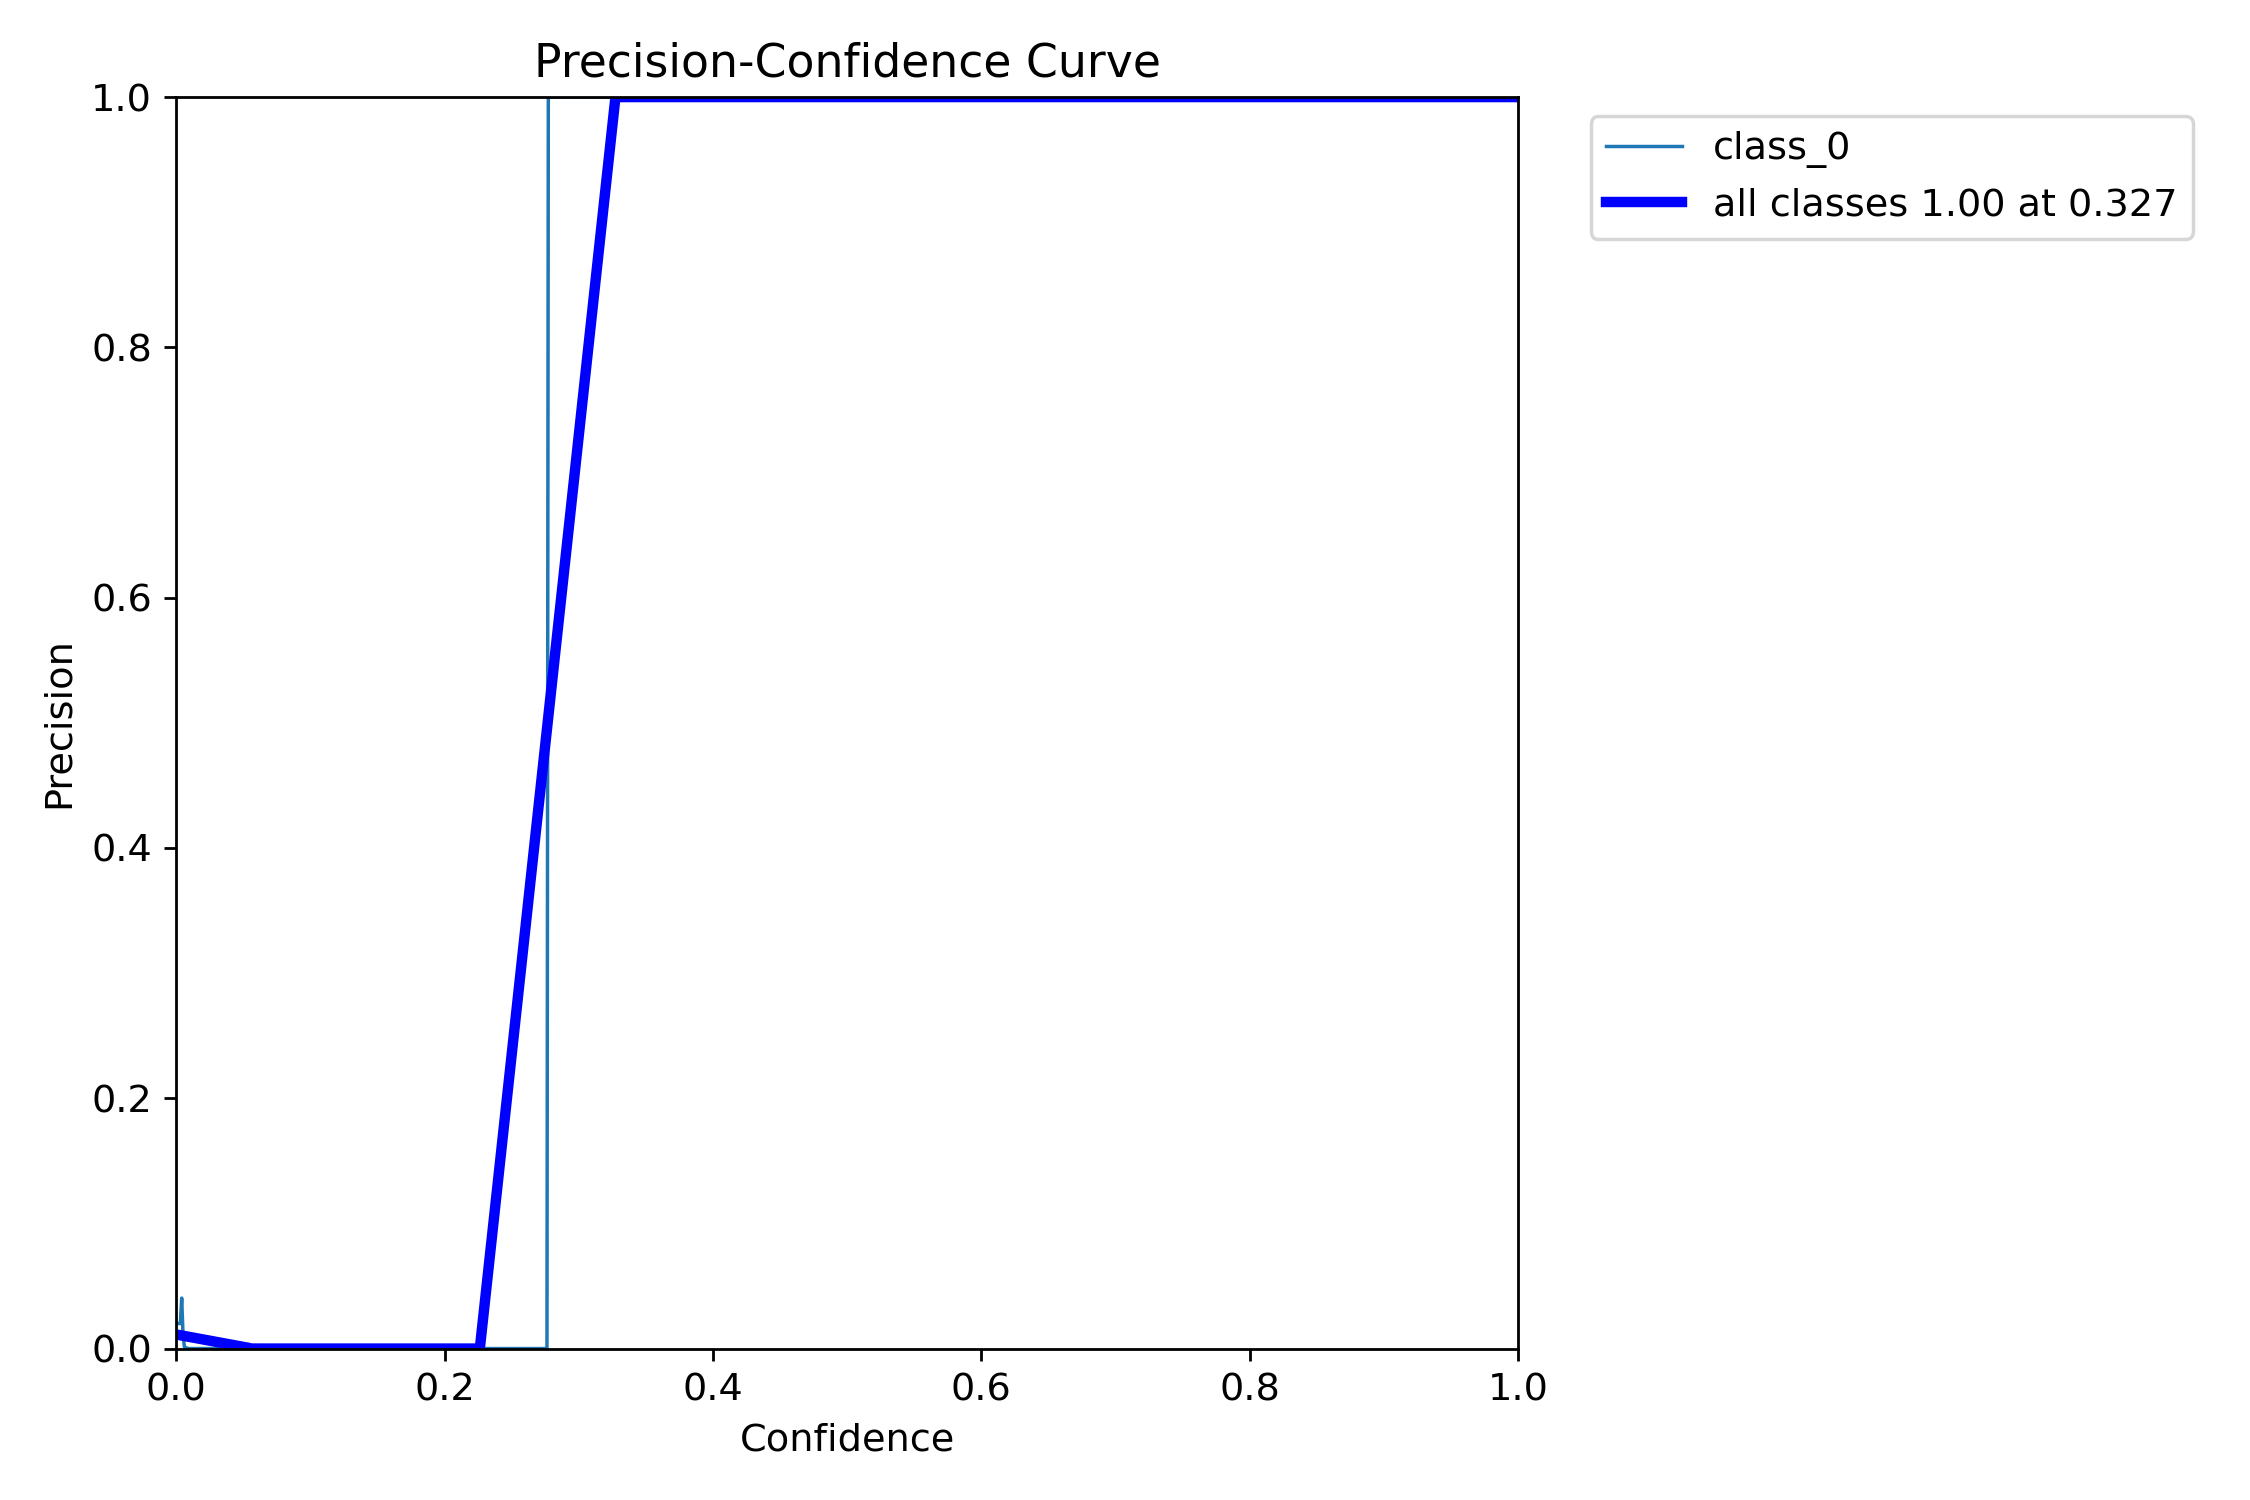 Precision-Confidence Curve
class_0
all classes 1.00 at 0.327
Precision
1.0
0.8
0.6
0.4
0.2
0.0
0.0 0.2 0.4 0.6 0.8 1.0
Confidence